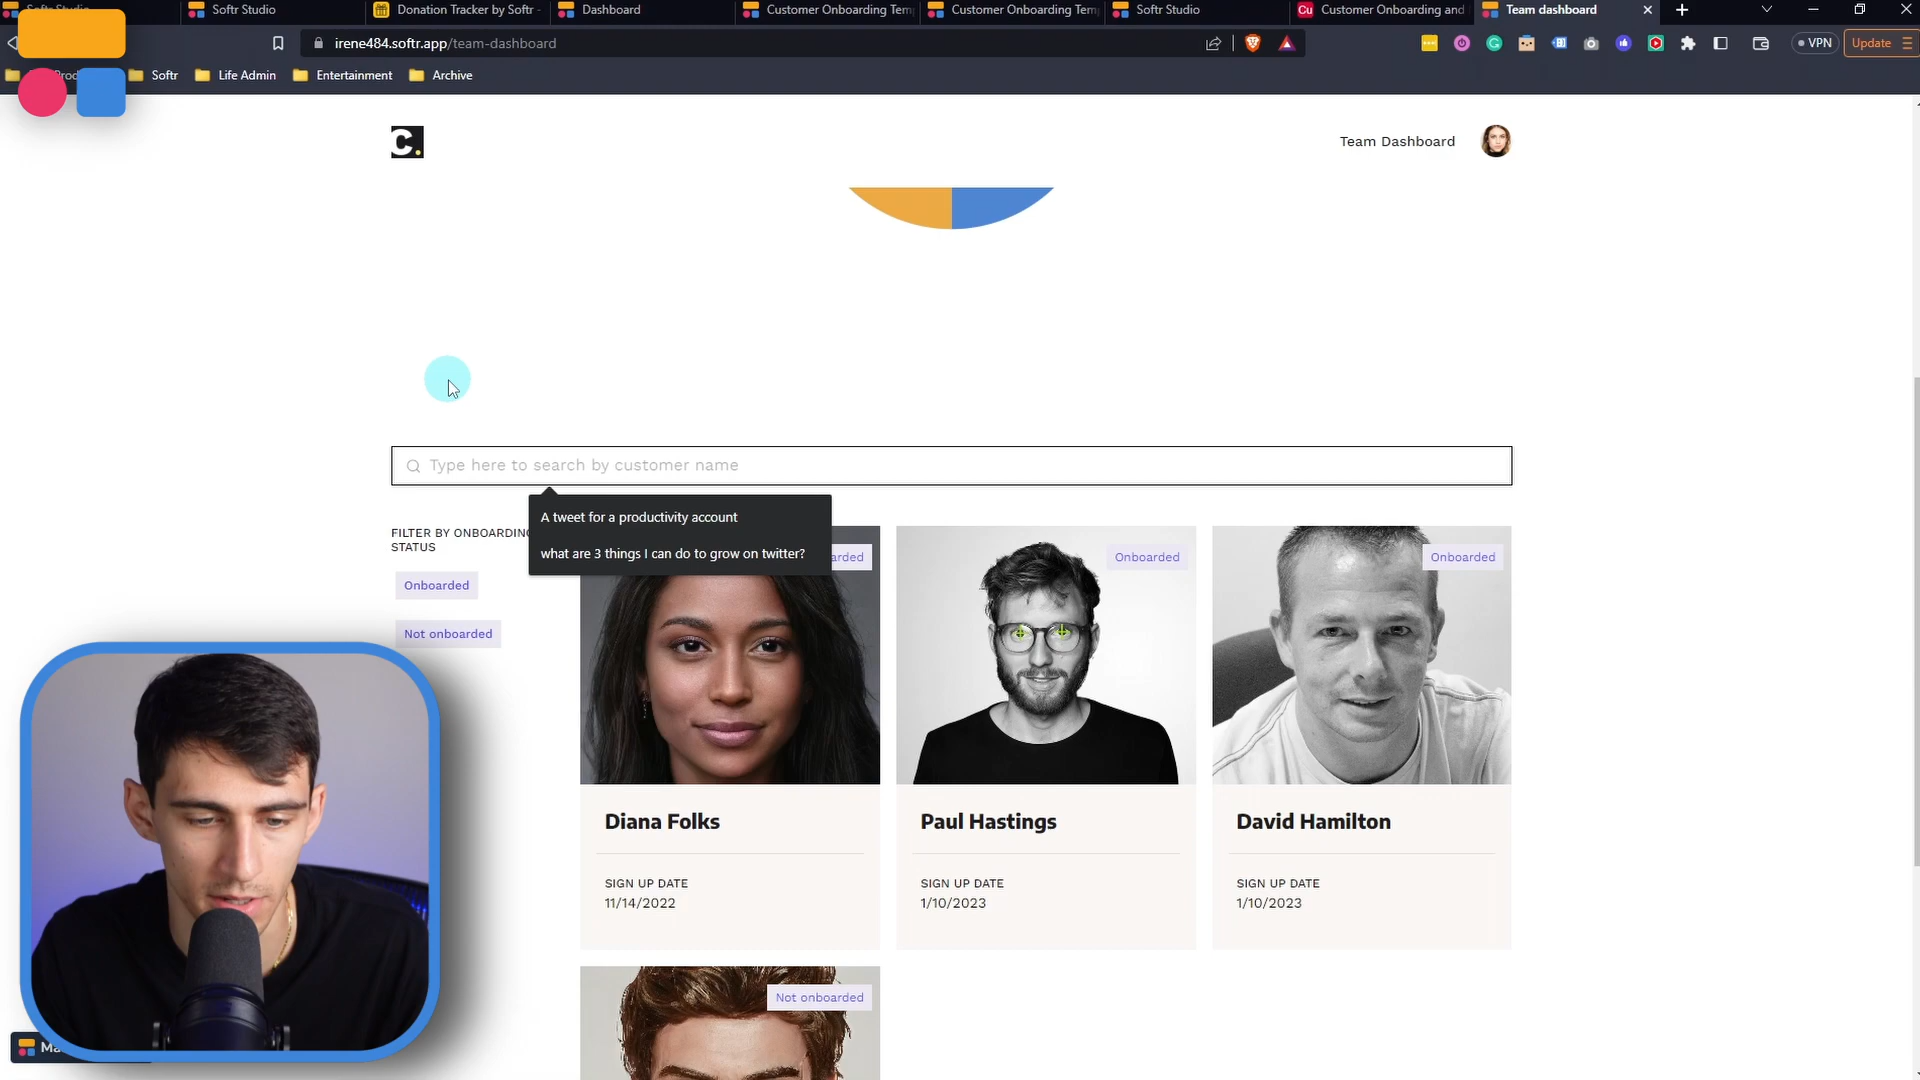 Softr Studio
Softr Studio
Donation Tracker by Softr -
Dashboard
Customer Onboarding Tem
Customer Onboarding Tem
Softr Studio
Cu
Customer Onboarding and
Team dashboard
irene484.softr.app/team-dashboard
VPN
Update
Softr
Life Admin
Entertainment
Archive
C.
Team Dashboard
Type here to search by customer name
A tweet for a productivity account
what are 3 things I can do to grow on twitter?
FILTER BY ONBOARDING
STATUS
Onboarded
Not onboarded
arded
Onboarded
Onboarded
Diana Folks
SIGN UP DATE
11/14/2022
Paul Hastings
SIGN UP DATE
1/10/2023
David Hamilton
SIGN UP DATE
1/10/2023
Not onboarded